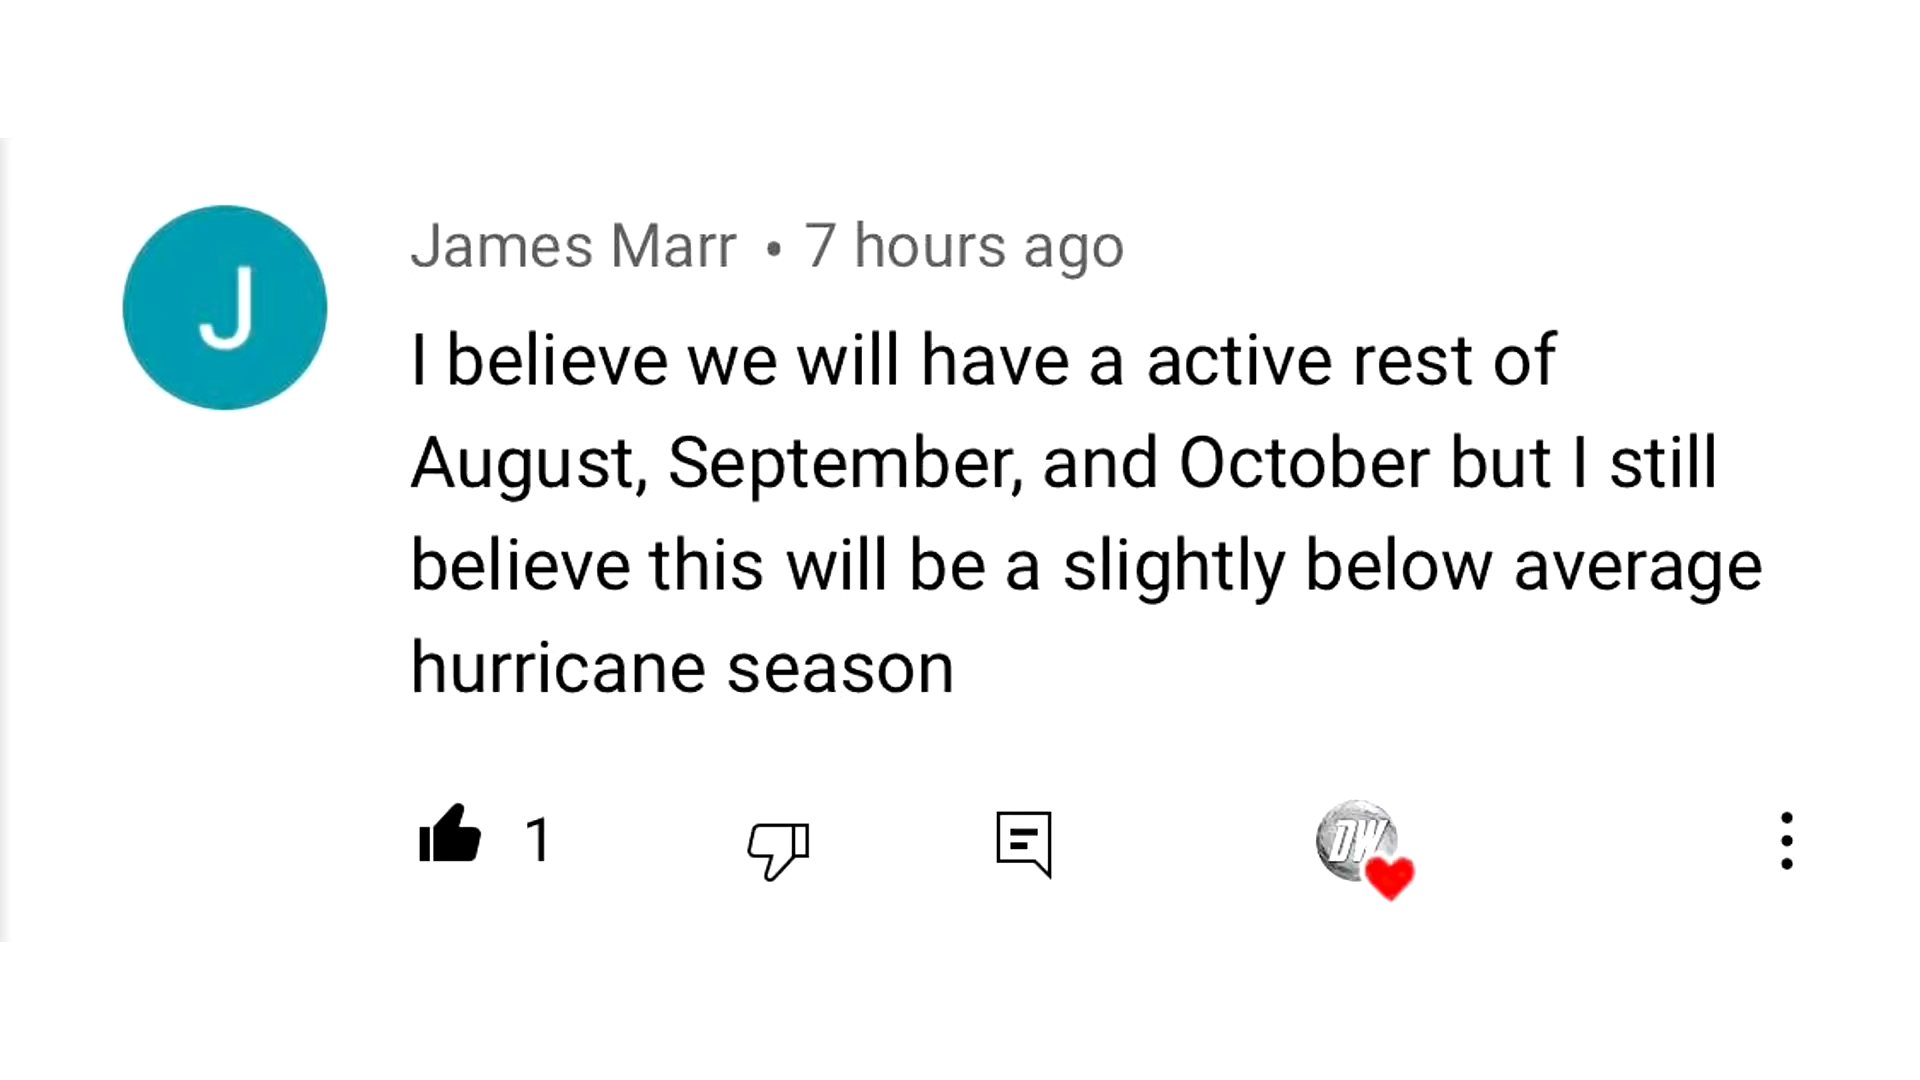 J
James Marr • 7 hours ago
I believe we will have a active rest of
August, September, and October but I still
believe this will be a slightly below average
hurricane season
1
DW